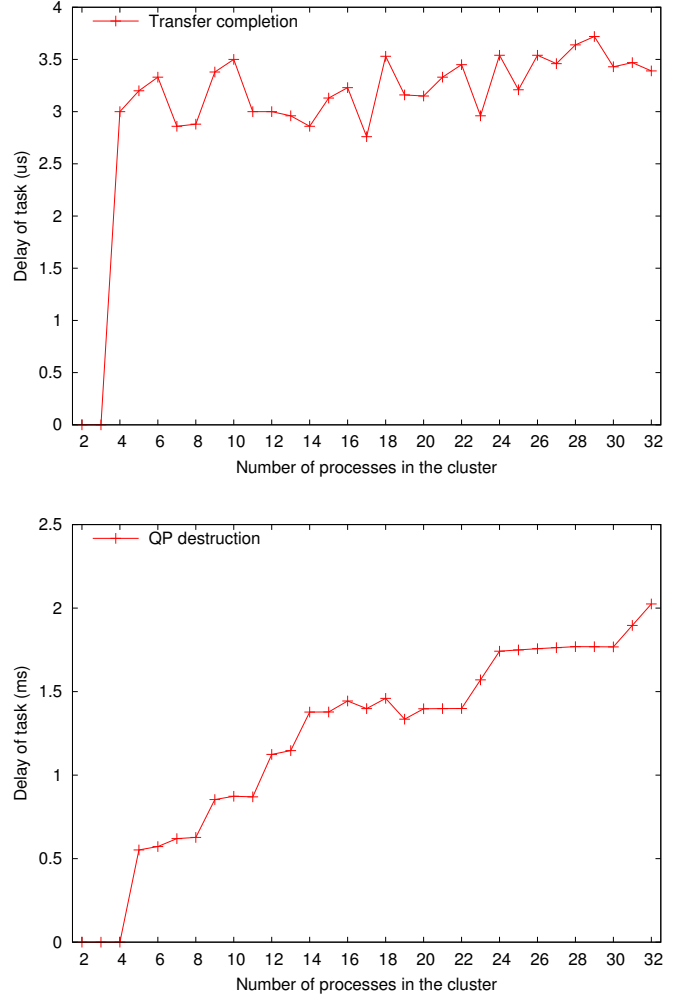 4
Transfer completion
3.5
3
2.5
2
1.5
1
0.5
0
Delay of task (us)
2 4 6 8 10 12 14 16 18 20 22 24 26 28 30 32
Number of processes in the cluster
2.5
QP destruction
2
1.5
1
0.5
0
Delay of task (ms)
2 4 6 8 10 12 14 16 18 20 22 24 26 28 30 32
Number of processes in the cluster